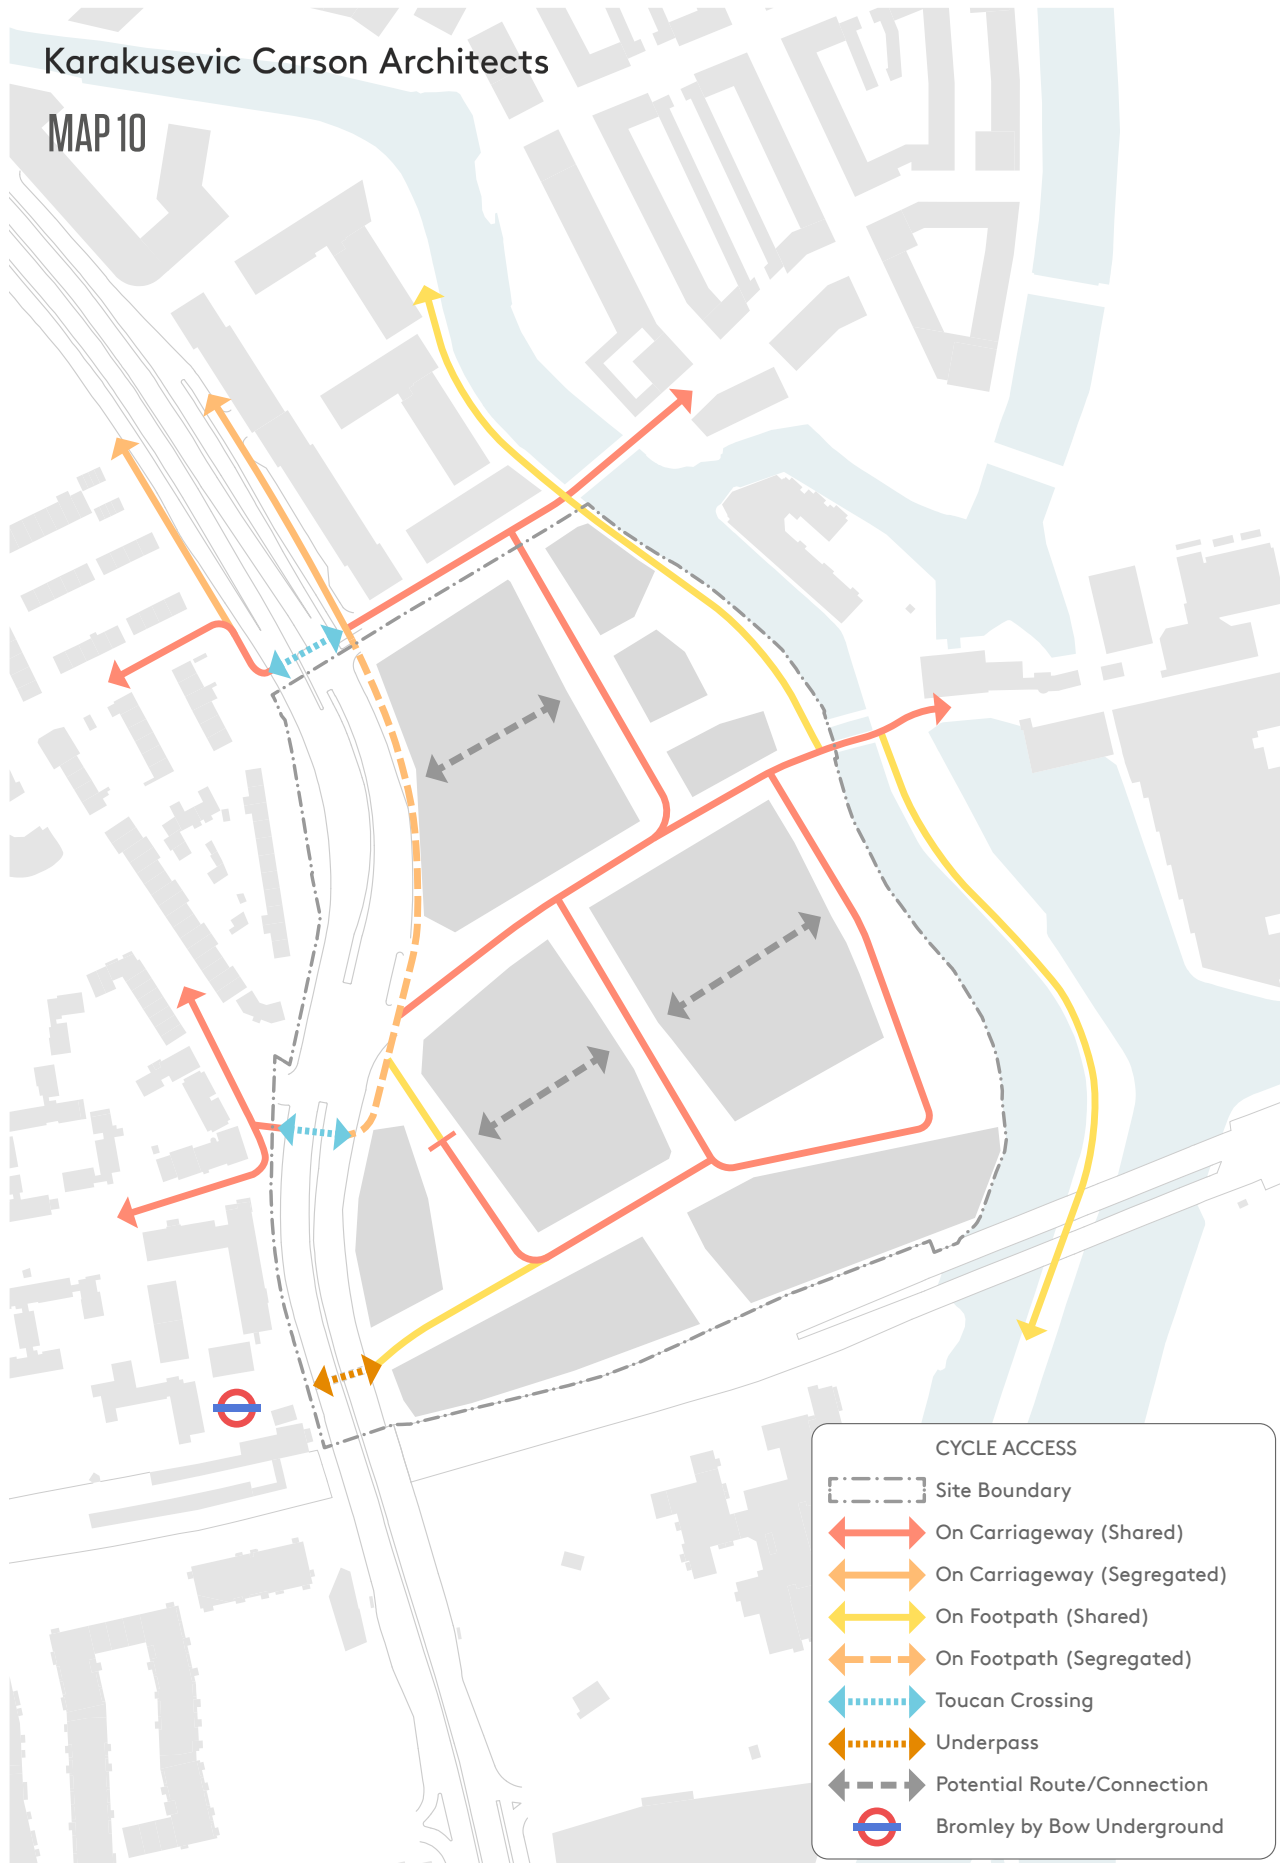 Karakusevic Carson Architects
MAP 10
CYCLE ACCESS
Site Boundary
On Carriageway (Shared)
On Carriageway (Segregated)
On Footpath (Shared)
On Footpath (Segregated)
Toucan Crossing
Underpass
Potential Route/Connection
Bromley by Bow Underground